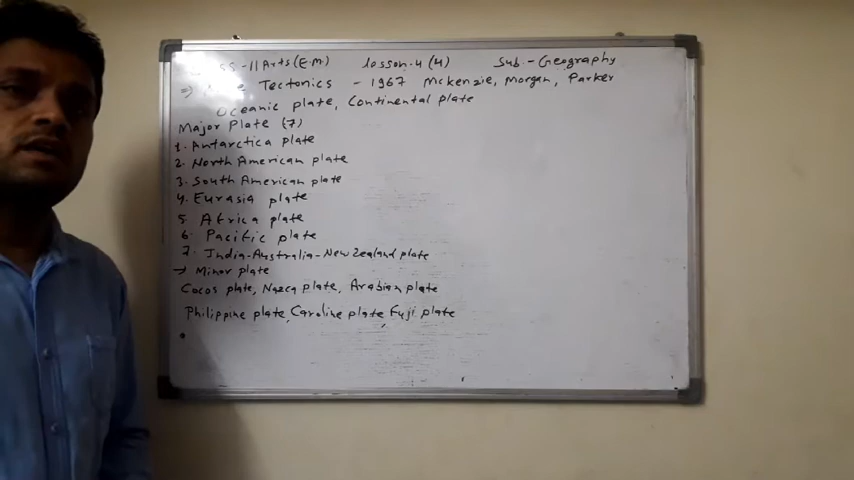 SS-11 Arts (E.M) Lesson-4 (4) Sub.- Geography
⇒ Tectonics - 1967 Mckenzie, Morgan, Parker
Oceanic plate, Continental plate
Major Plate (7)
1. Antarctica plate
2. North American plate
3. South American plate
4. Eurasia plate
5. Africa plate
6. Pacific plate
7. India-Australia-New Zealand plate
→ Minor plate
Cocos plate, Nazca plate, Arabian plate
Philippine plate, Caroline plate, Fuji plate